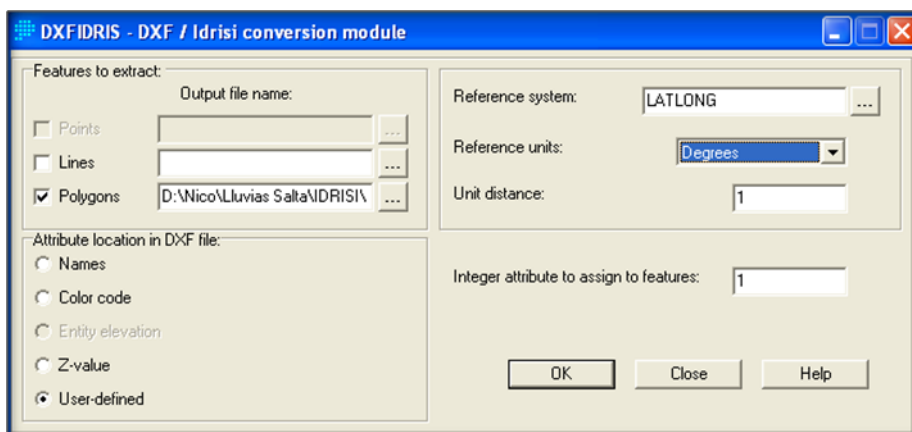 DXFIDRIS - DXF / Idrisi conversion module
Features to extract:
Output file name:
Points
...
Lines
...
Polygons
D:\Nico\Lluvias Salta\IDRISI\
...
Attribute location in DXF file:
Names
Color code
Entity elevation
Z-value
User-defined
Reference system:
LATLONG
...
Reference units:
Degrees
Unit distance:
1
Integer attribute to assign to features:
1
OK
Close
Help